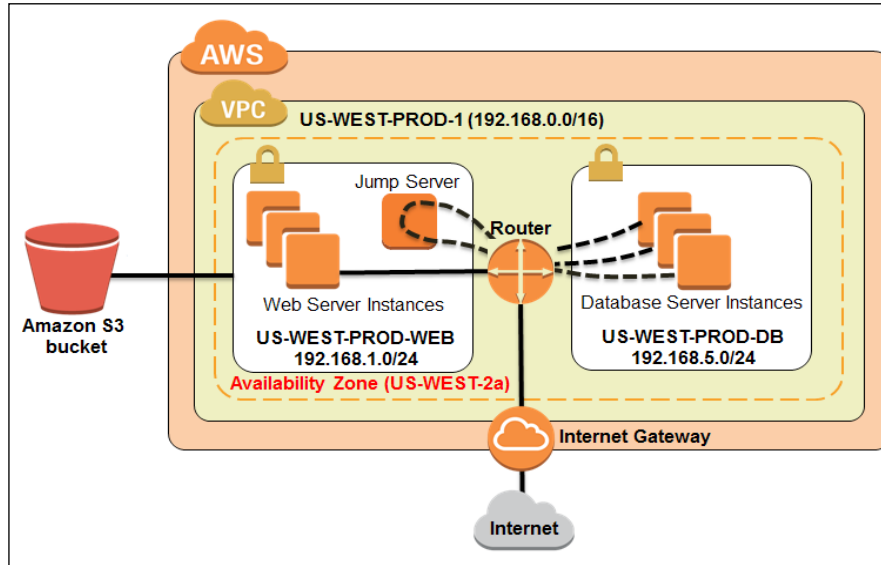 AWS
VPC
US-WEST-PROD-1 (192.168.0.0/16)
Jump Server
Router
Web Server Instances
US-WEST-PROD-WEB
192.168.1.0/24
Database Server Instances
US-WEST-PROD-DB
192.168.5.0/24
Availability Zone (US-WEST-2a)
Amazon S3
bucket
Internet Gateway
Internet